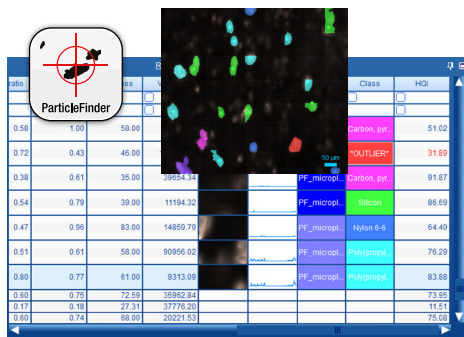 ParticleFinder
50 µm
ratio V Class HQI
0.58 1.00 58.00 Carbon, pyr... 51.02
0.72 0.43 46.00 *OUTLIER* 31.89
0.38 0.61 35.00 39654.34 PF_micropl... Carbon, pyr... 91.87
0.54 0.79 39.00 11194.32 PF_micropl... Silicon 86.69
0.47 0.96 83.00 14859.79 PF_micropl... Nylon 6-6 64.49
0.51 0.61 58.00 90956.02 PF_micropl... Poly(propyl... 76.29
0.80 0.77 61.00 9313.09 PF_micropl... Poly(propyl... 83.88
0.60 0.75 72.59 35962.84 73.95
0.17 0.18 27.31 37776.20 11.51
0.60 0.74 68.00 20221.53 75.08